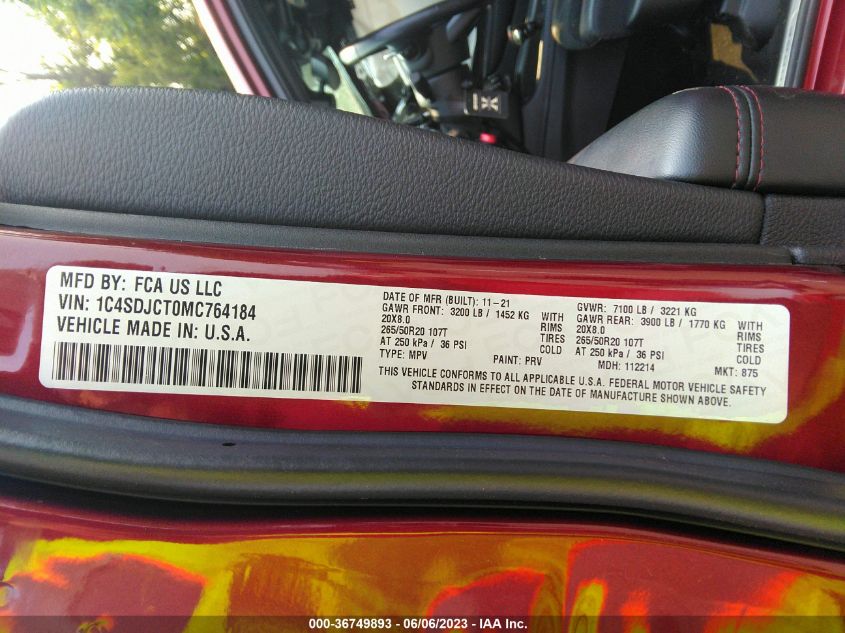 MFD BY: FCA US LLC
VIN: 1C4SDJCT0MC764184
VEHICLE MADE IN: U.S.A.
DATE OF MFR (BUILT): 11-21
GAWR FRONT: 3200 LB / 1452 KG WITH
20X8.0 RIMS
265/50R20 107T TIRES
AT 250 kPa / 36 PSI COLD
TYPE: MPV PAINT: PRV
GVWR: 7100 LB / 3221 KG
GAWR REAR: 3900 LB / 1770 KG WITH
20X8.0 RIMS
265/50R20 107T TIRES
AT 250 kPa / 36 PSI COLD
MDH: 112214 MKT: 875
THIS VEHICLE CONFORMS TO ALL APPLICABLE U.S.A. FEDERAL MOTOR VEHICLE SAFETY
STANDARDS IN EFFECT ON THE DATE OF MANUFACTURE SHOWN ABOVE.
000-36749893 - 06/06/2023 - IAA Inc.